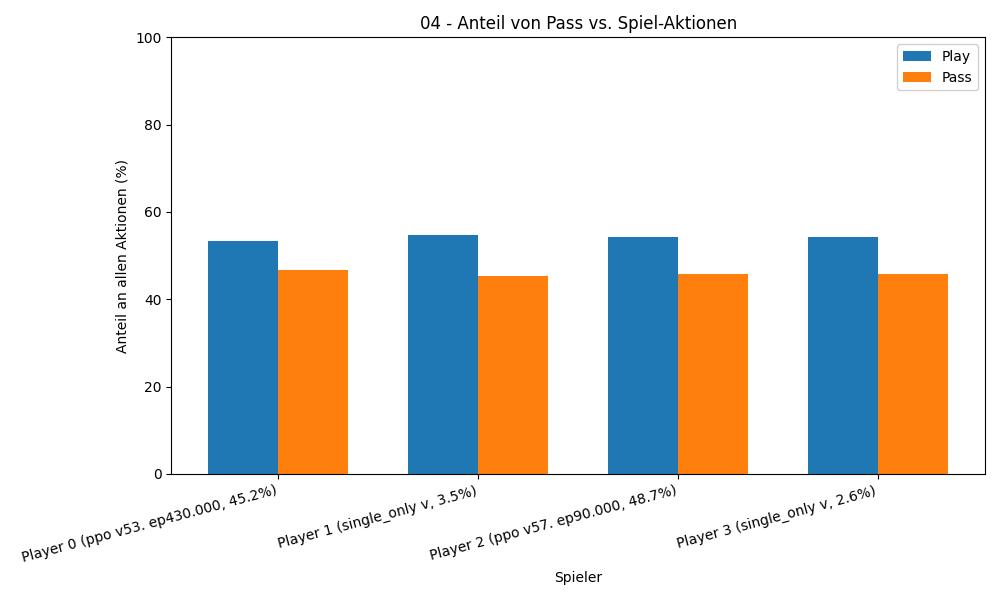 04 - Anteil von Pass vs. Spiel-Aktionen
Play
Pass
Anteil an allen Aktionen (%)
100
80
60
40
20
0
Player 0 (ppo v53. ep430.000, 45.2%)
Player 1 (single_only v, 3.5%)
Player 2 (ppo v57. ep90.000, 48.7%)
Player 3 (single_only v, 2.6%)
Spieler